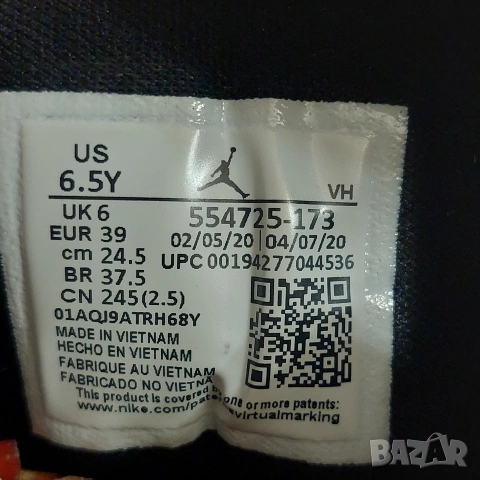 US
6.5Y
VH
UK 6
554725-173
EUR 39
02/05/20 | 04/07/20
cm 24.5
UPC 00194277044536
BR 37.5
CN 245(2.5)
01AQJ9ATRH68Y
MADE IN VIETNAM
HECHO EN VIETNAM
FABRIQUE AU VIETNAM
FABRICADO NO VIETNAM
This product is covered by one or more patents:
www.nike.com/pate
virtualmarking
BAZAR